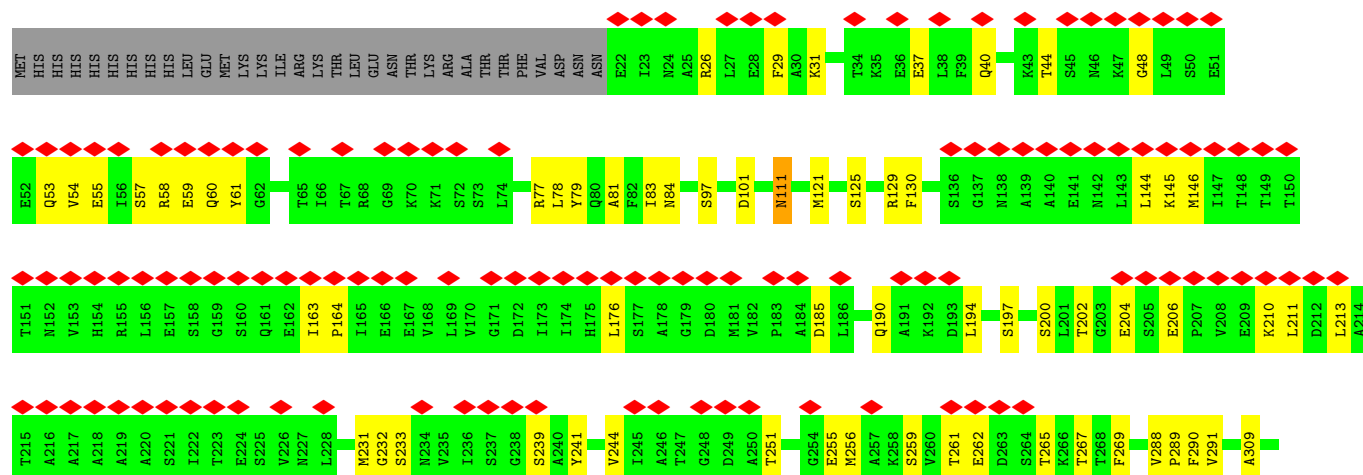 MET HIS HIS HIS HIS HIS HIS HIS HIS LEU GLU MET LYS LYS ILE ARG LYS THR LEU GLU ASN THR LYS ARG ALA THR THR PHE VAL ASP ASN ASN E22 I23 N24 A25 R26 L27 E28 F29 A30 K31 T34 K35 E36 E37 L38 F39 Q40 K43 T44 S45 N46 K47 G48 L49 S50 E51
E52 Q53 V54 E55 I56 S57 R58 E59 Q60 Y61 G62 T65 I66 T67 R68 G69 K70 K71 S72 S73 L74 R77 L78 Y79 Q80 A81 F82 I83 N84 S97 D101 N111 M121 S125 R129 F130 S136 G137 N138 A139 A140 E141 N142 L143 L144 K145 M146 I147 T148 T149 T150
T151 N152 V153 H154 R155 L156 E157 S158 G159 S160 Q161 E162 I163 P164 I165 E166 E167 V168 L169 V170 G171 D172 I173 I174 H175 L176 S177 A178 G179 D180 M181 V182 P183 A184 D185 L186 Q190 A191 K192 D193 L194 S197 S200 L201 T202 G203 E204 S205 E206 P207 V208 E209 K210 L211 D212 L213 A214
T215 A216 A217 A218 A219 A220 S221 I222 T223 E224 S225 V226 N227 L228 M231 G232 S233 N234 V235 I236 S237 G238 S239 A240 Y241 V244 I245 A246 T247 G248 D249 A250 T251 G254 E255 M256 A257 K258 S259 V260 T261 E262 D263 S264 T265 K266 T267 T268 F269 V288 P289 F290 V291 A309